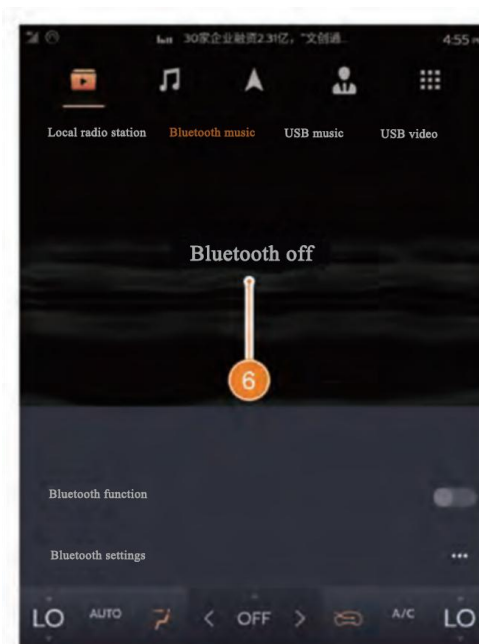 30家企业融资2.31亿，"文创通...
4:55
Local radio station
Bluetooth music
USB music
USB video
Bluetooth off
6
Bluetooth function
Bluetooth settings
LO
AUTO
OFF
A/C
LO